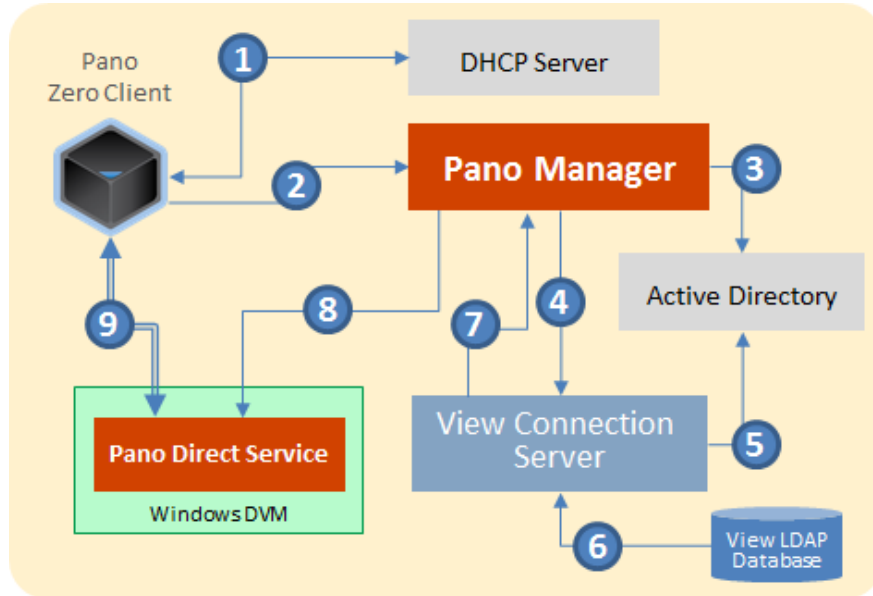 Pano
Zero Client
1
DHCP Server
2
Pano Manager
3
Active Directory
4
7
8
9
View Connection
Server
5
Pano Direct Service
Windows DVM
6
View LDAP
Database